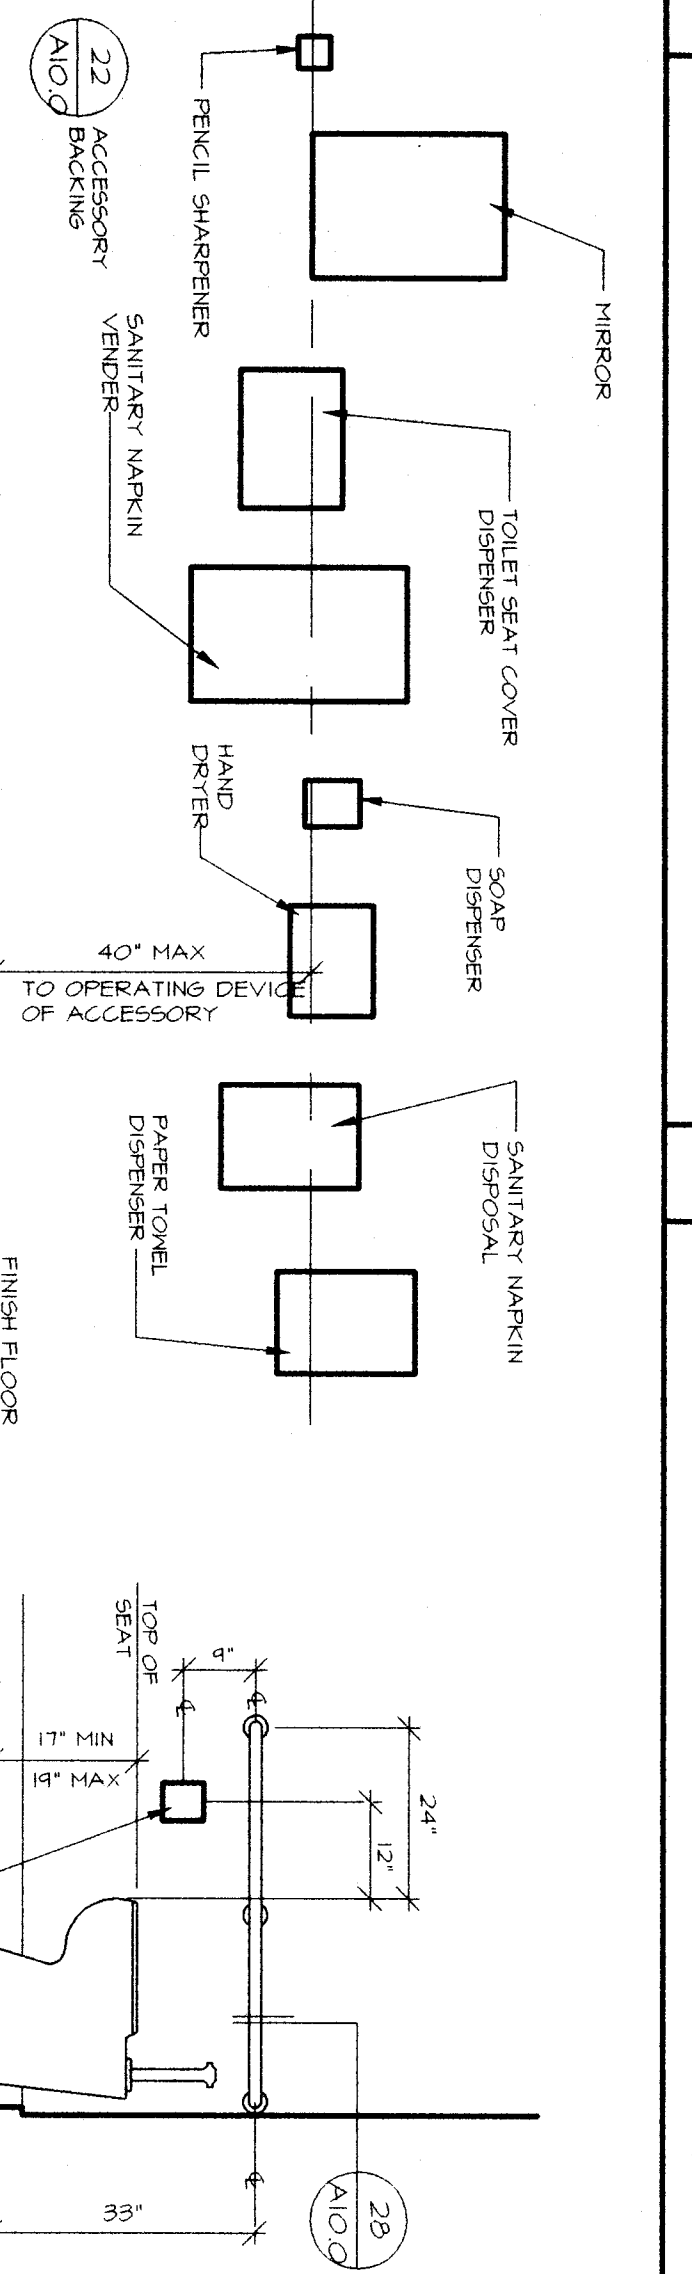 22
A10.0
ACCESSORY
BACKING
PENCIL SHARPENER
MIRROR
SANITARY NAPKIN
VENDER
TOILET SEAT COVER
DISPENSER
HAND
DRYER
SOAP
DISPENSER
40" MAX
TO OPERATING DEVICE
OF ACCESSORY
PAPER TOWEL
DISPENSER
SANITARY NAPKIN
DISPOSAL
FINISH FLOOR
TOP OF
SEAT
9"
17" MIN
19" MAX
24"
12"
33"
28
A10.0